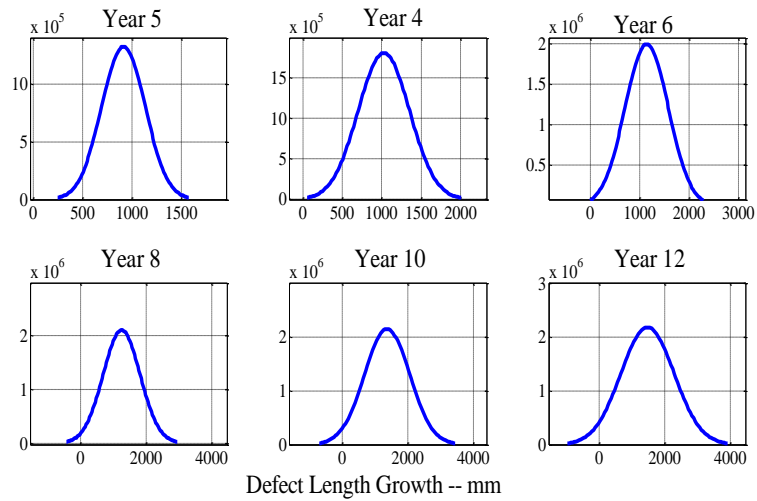 Year 5
x 10^5
10
5
0
0 500 1000 1500
Year 4
x 10^5
15
10
5
0
0 500 1000 1500 2000
Year 6
x 10^6
2
1.5
1
0.5
0 1000 2000 3000
Year 8
x 10^6
2
1
0
0 2000 4000
Year 10
x 10^6
2
1
0
0 2000 4000
Year 12
x 10^6
3
2
1
0
0 2000 4000
Defect Length Growth -- mm